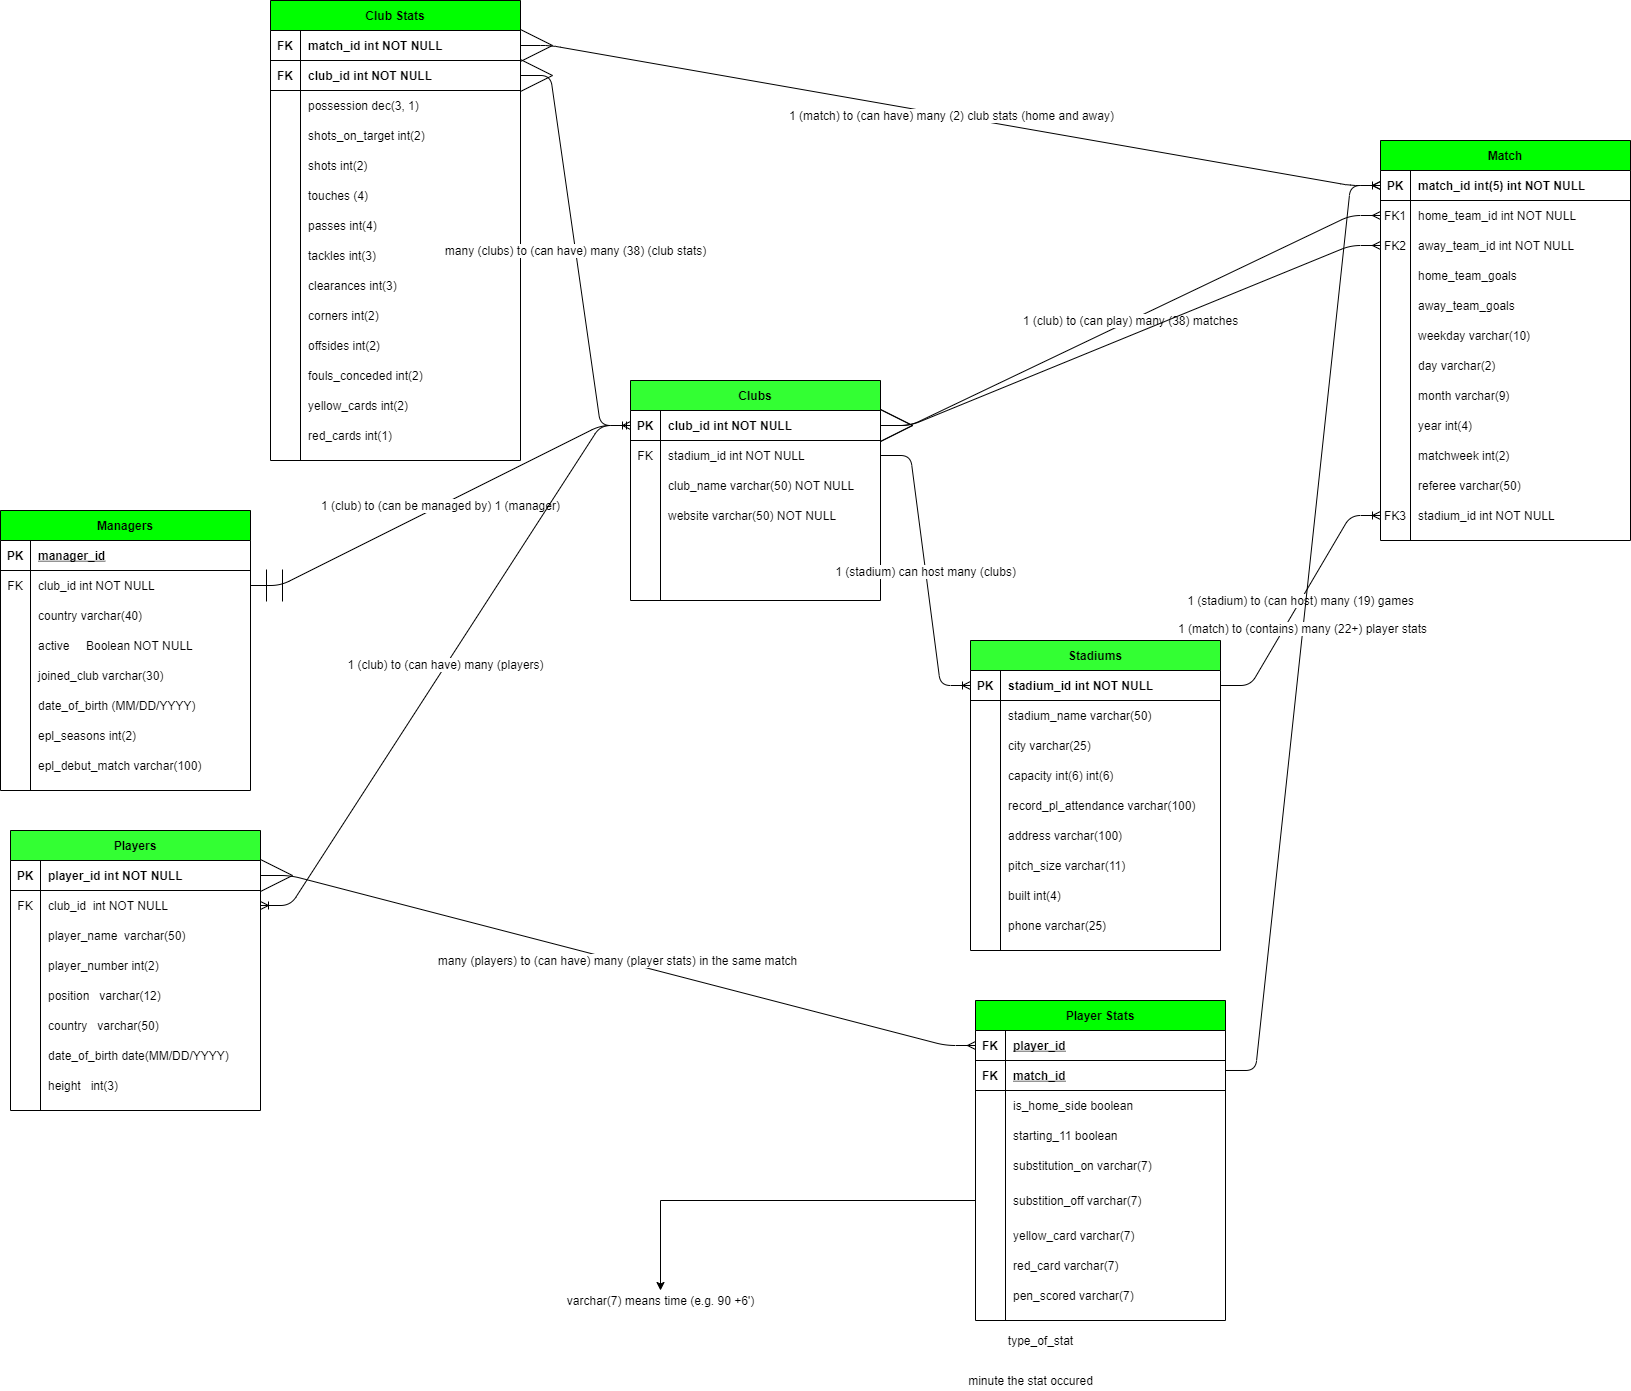 Club Stats
FK match_id int NOT NULL
FK club_id int NOT NULL
possession dec(3, 1)
shots_on_target int(2)
shots int(2)
touches (4)
passes int(4)
tackles int(3)
clearances int(3)
corners int(2)
offsides int(2)
fouls_conceded int(2)
yellow_cards int(2)
red_cards int(1)
1 (match) to (can have) many (2) club stats (home and away)
many (clubs) to (can have) many (38) (club stats)
Match
PK match_id int(5) int NOT NULL
FK1 home_team_id int NOT NULL
FK2 away_team_id int NOT NULL
home_team_goals
away_team_goals
weekday varchar(10)
day varchar(2)
month varchar(9)
year int(4)
matchweek int(2)
referee varchar(50)
FK3 stadium_id int NOT NULL
1 (club) to (can play) many (38) matches
Clubs
PK club_id int NOT NULL
FK stadium_id int NOT NULL
club_name varchar(50) NOT NULL
website varchar(50) NOT NULL
1 (club) to (can be managed by) 1 (manager)
Managers
PK manager_id
FK club_id int NOT NULL
country varchar(40)
active Boolean NOT NULL
joined_club varchar(30)
date_of_birth (MM/DD/YYYY)
epl_seasons int(2)
epl_debut_match varchar(100)
1 (club) to (can have) many (players)
1 (stadium) can host many (clubs)
1 (stadium) to (can host) many (19) games
1 (match) to (contains) many (22+) player stats
Stadiums
PK stadium_id int NOT NULL
stadium_name varchar(50)
city varchar(25)
capacity int(6) int(6)
record_pl_attendance varchar(100)
address varchar(100)
pitch_size varchar(11)
built int(4)
phone varchar(25)
Players
PK player_id int NOT NULL
FK club_id int NOT NULL
player_name varchar(50)
player_number int(2)
position varchar(12)
country varchar(50)
date_of_birth date(MM/DD/YYYY)
height int(3)
many (players) to (can have) many (player stats) in the same match
Player Stats
FK player_id
FK match_id
is_home_side boolean
starting_11 boolean
substitution_on varchar(7)
substition_off varchar(7)
yellow_card varchar(7)
red_card varchar(7)
pen_scored varchar(7)
varchar(7) means time (e.g. 90 +6')
type_of_stat
minute the stat occured